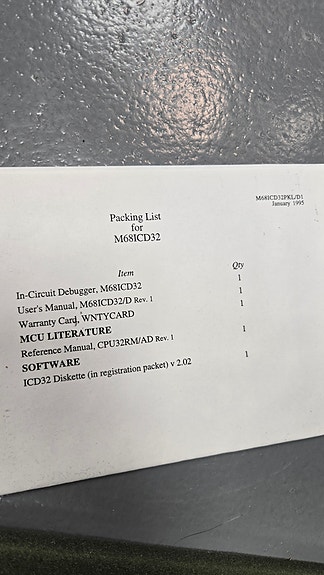 M68ICD32PKL/D1
January 1995
Packing List
for
M68ICD32
Item Qty
In-Circuit Debugger, M68ICD32 1
User's Manual, M68ICD32/D Rev. 1 1
Warranty Card, WNTYCARD 1
MCU LITERATURE
Reference Manual, CPU32RM/AD Rev. 1 1
SOFTWARE
ICD32 Diskette (in registration packet) v 2.02 1